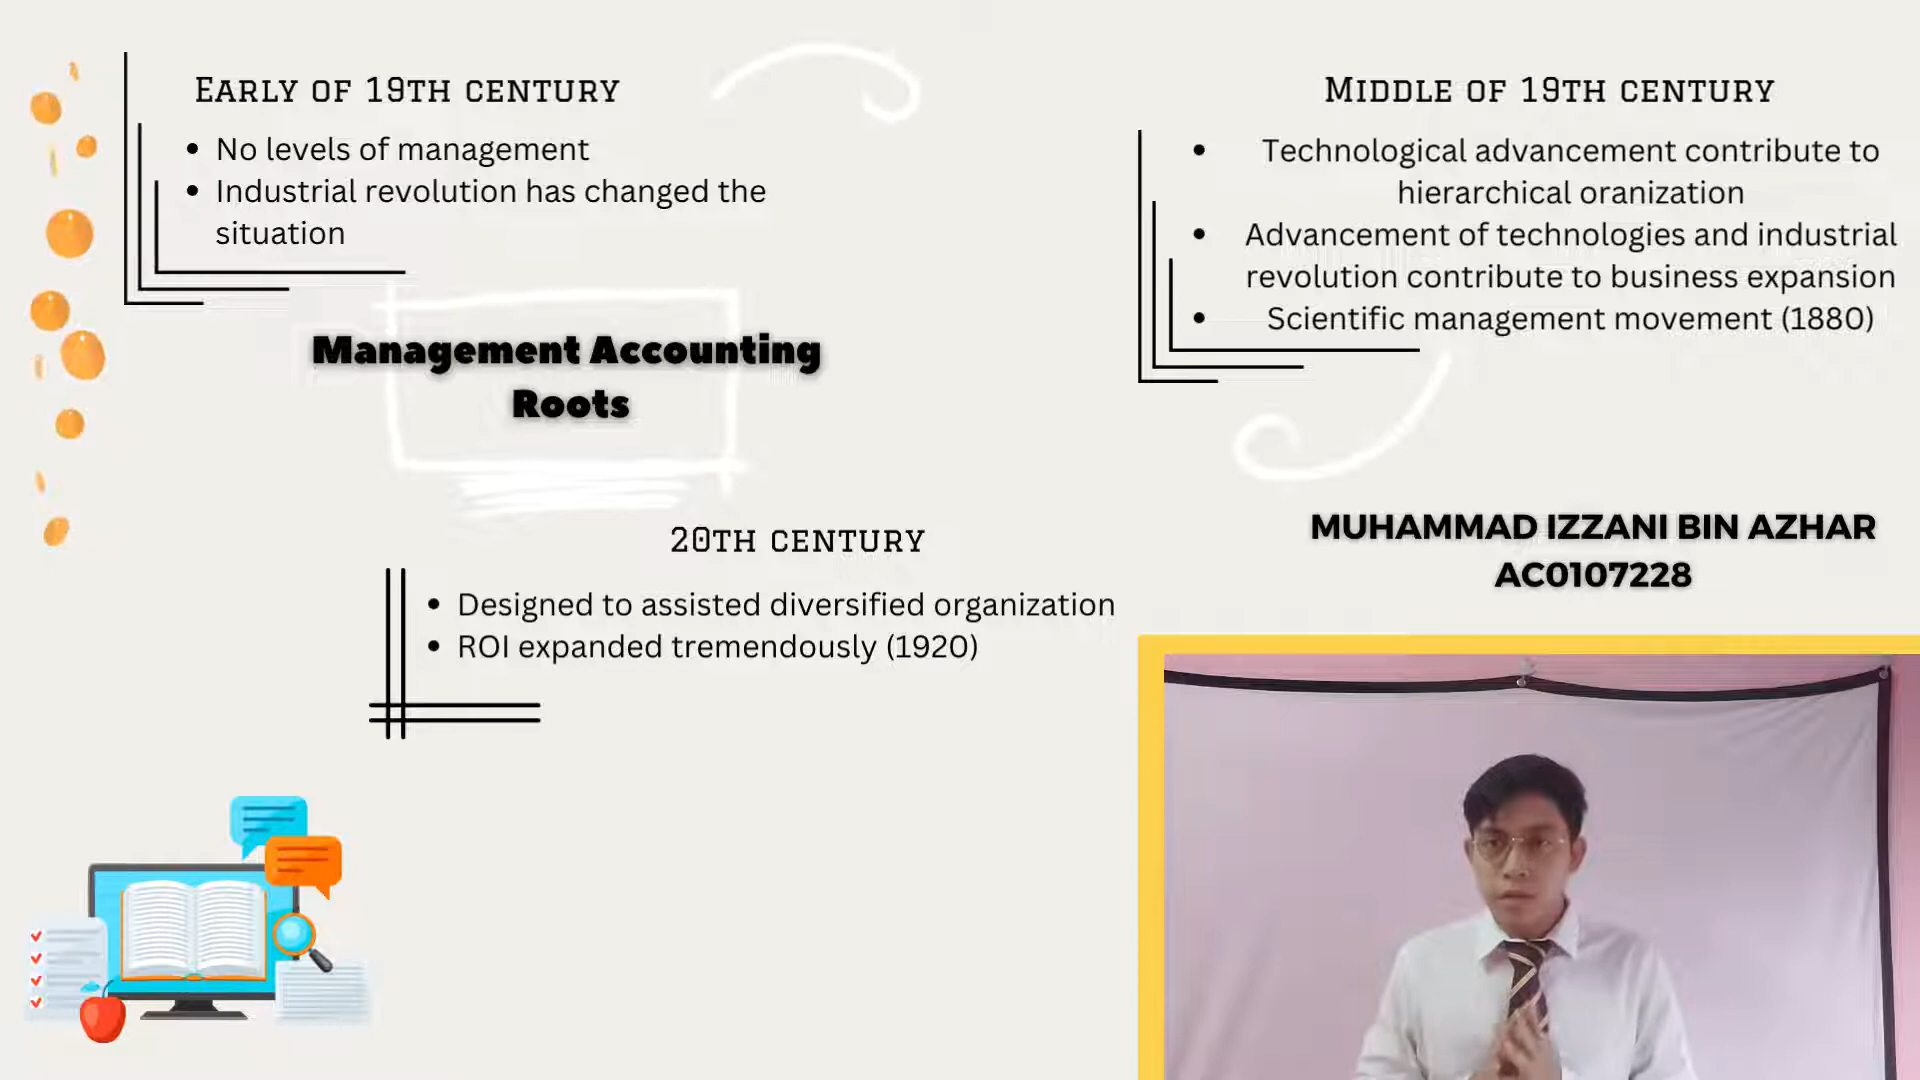 EARLY OF 19TH CENTURY
• No levels of management
• Industrial revolution has changed the
situation
MIDDLE OF 19TH CENTURY
• Technological advancement contribute to
hierarchical oranization
• Advancement of technologies and industrial
revolution contribute to business expansion
• Scientific management movement (1880)
Management Accounting
Roots
20TH CENTURY
• Designed to assisted diversified organization
• ROI expanded tremendously (1920)
MUHAMMAD IZZANI BIN AZHAR
AC0107228